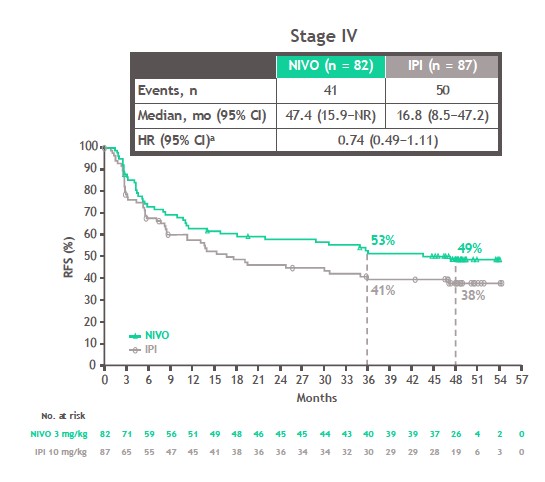 Stage IV
NIVO (n = 82) IPI (n = 87)
Events, n 41 50
Median, mo (95% CI) 47.4 (15.9–NR) 16.8 (8.5–47.2)
HR (95% CI)ᵃ 0.74 (0.49–1.11)
100
90
80
70
60
50
40
30
20
10
0
RFS (%)
53%
49%
41%
38%
NIVO
IPI
0 3 6 9 12 15 18 21 24 27 30 33 36 39 42 45 48 51 54 57
Months
No. at risk
NIVO 3 mg/kg 82 71 59 56 51 49 48 46 45 45 44 43 40 39 39 37 26 4 2 0
IPI 10 mg/kg 87 65 55 47 45 41 38 36 36 34 34 32 30 29 29 28 19 6 3 0